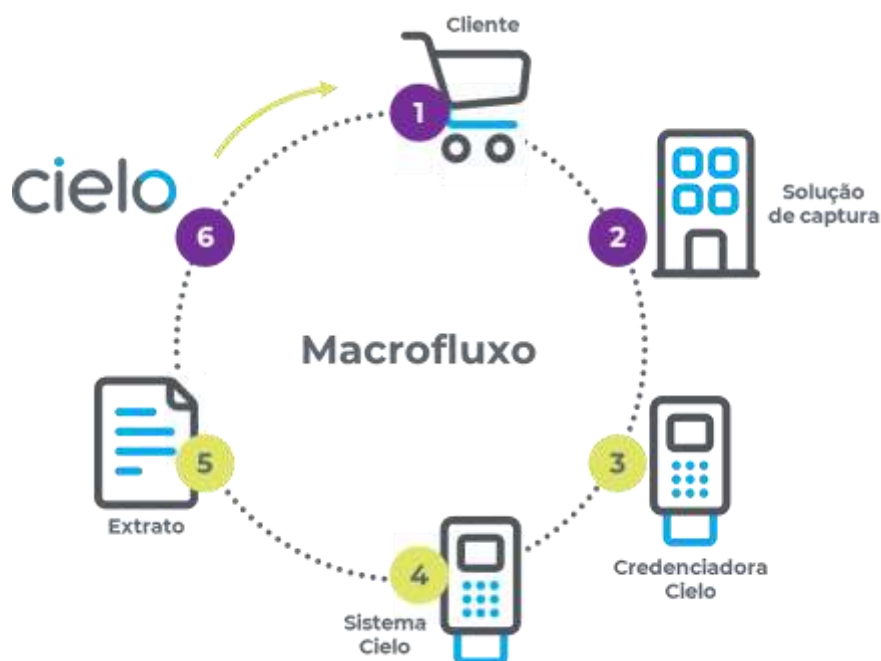 Cliente
1
Solução
de captura
2
cielo
6
Macrofluxo
3
5
Extrato
Credenciadora
Cielo
4
Sistema
Cielo